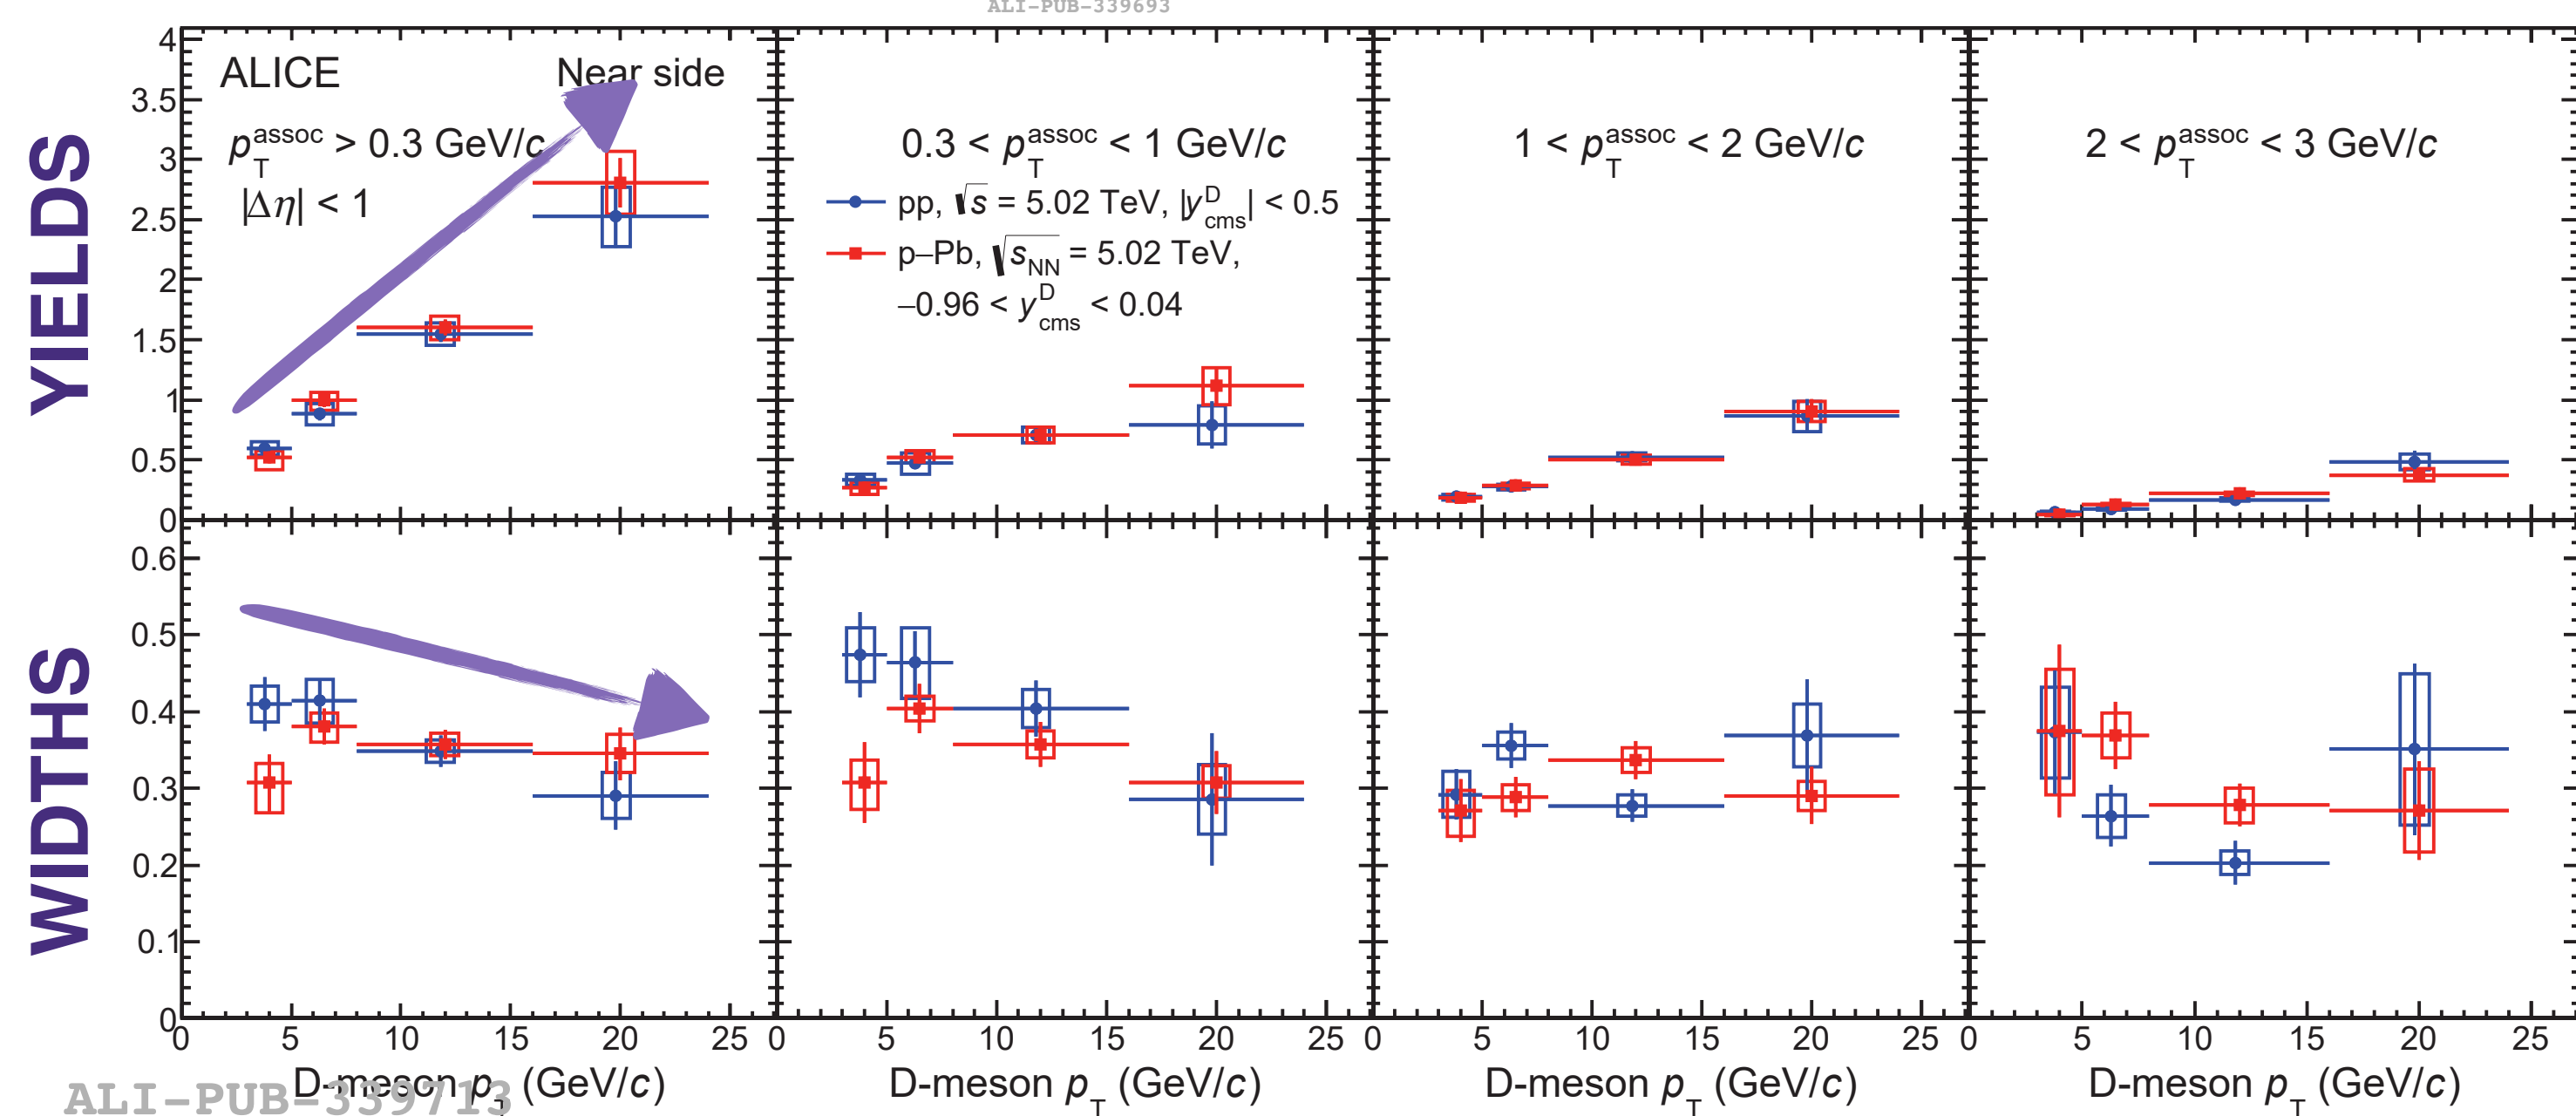 ALI-PUB-339693
YIELDS
4
3.5
3
2.5
2
1.5
1
0.5
0
ALICE
Near side
p_T^assoc > 0.3 GeV/c
|Δη| < 1
0.3 < p_T^assoc < 1 GeV/c
pp, √s = 5.02 TeV, |y_cms^D| < 0.5
p–Pb, √s_NN = 5.02 TeV,
–0.96 < y_cms^D < 0.04
1 < p_T^assoc < 2 GeV/c
2 < p_T^assoc < 3 GeV/c
WIDTHS
0.6
0.5
0.4
0.3
0.2
0.1
0
0 5 10 15 20 25 0 5 10 15 20 25 0 5 10 15 20 25 0 5 10 15 20 25
D-meson p_T (GeV/c) D-meson p_T (GeV/c) D-meson p_T (GeV/c) D-meson p_T (GeV/c)
ALI-PUB-339713